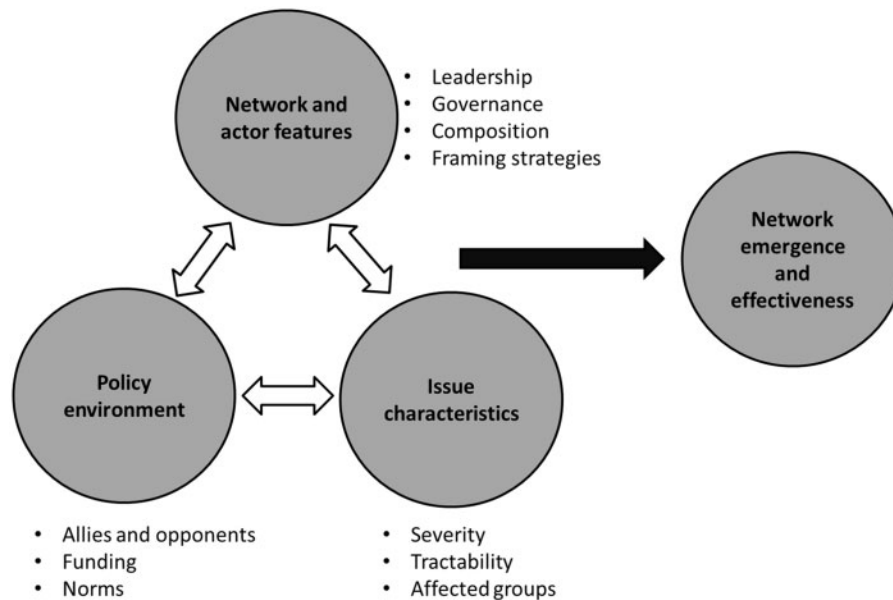 Network and
actor features
• Leadership
• Governance
• Composition
• Framing strategies
Network
emergence
and
effectiveness
Policy
environment
Issue
characteristics
• Allies and opponents
• Funding
• Norms
• Severity
• Tractability
• Affected groups